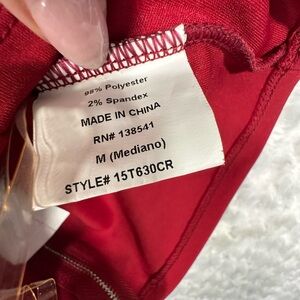 98% Polyester
2% Spandex
MADE IN CHINA
RN# 138541
M (Mediano)
STYLE# 15T630CR